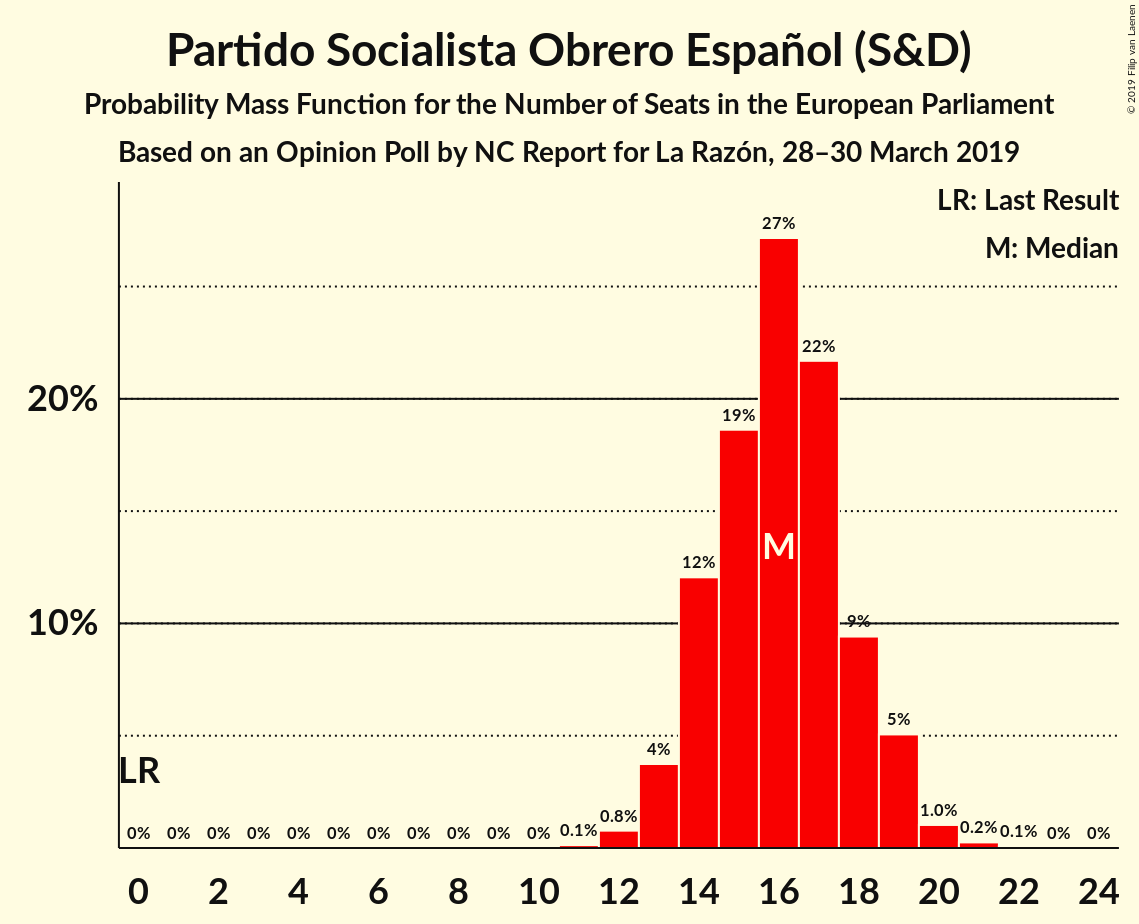 Partido Socialista Obrero Español (S&D)
Probability Mass Function for the Number of Seats in the European Parliament
Based on an Opinion Poll by NC Report for La Razón, 28–30 March 2019
© 2019 Filip van Laenen
LR: Last Result
M: Median
27%
22%
20%
19%
M
12%
10%
9%
5%
4%
LR
0% 0% 0% 0% 0% 0% 0% 0% 0% 0% 0% 0.1% 0.8% 1.0% 0.2% 0.1% 0% 0%
0 2 4 6 8 10 12 14 16 18 20 22 24